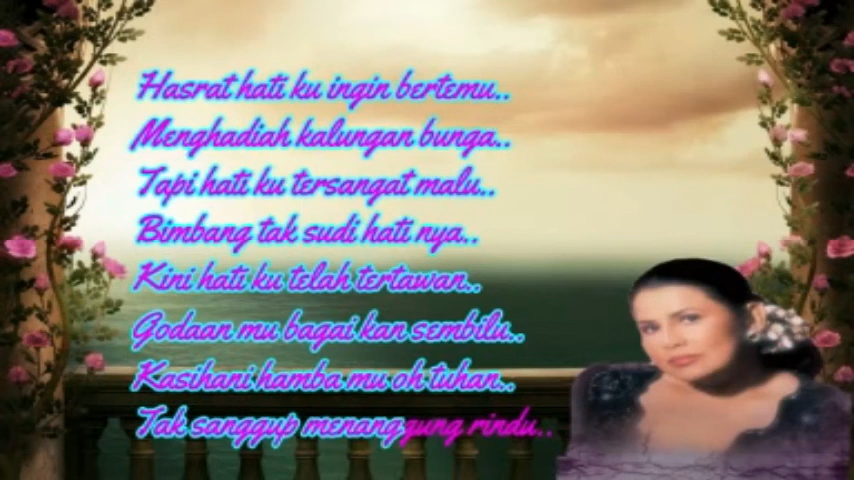 Hasrat hati ku ingin bertemu..
Menghadiah kalungan bunga..
Tapi hati ku tersangat malu..
Bimbang tak sudi hati nya..
Kini hati ku telah tertawan..
Godaan mu bagai kan sembilu..
Kasihani hamba mu oh tuhan..
Tak sanggup menanggung rindu..